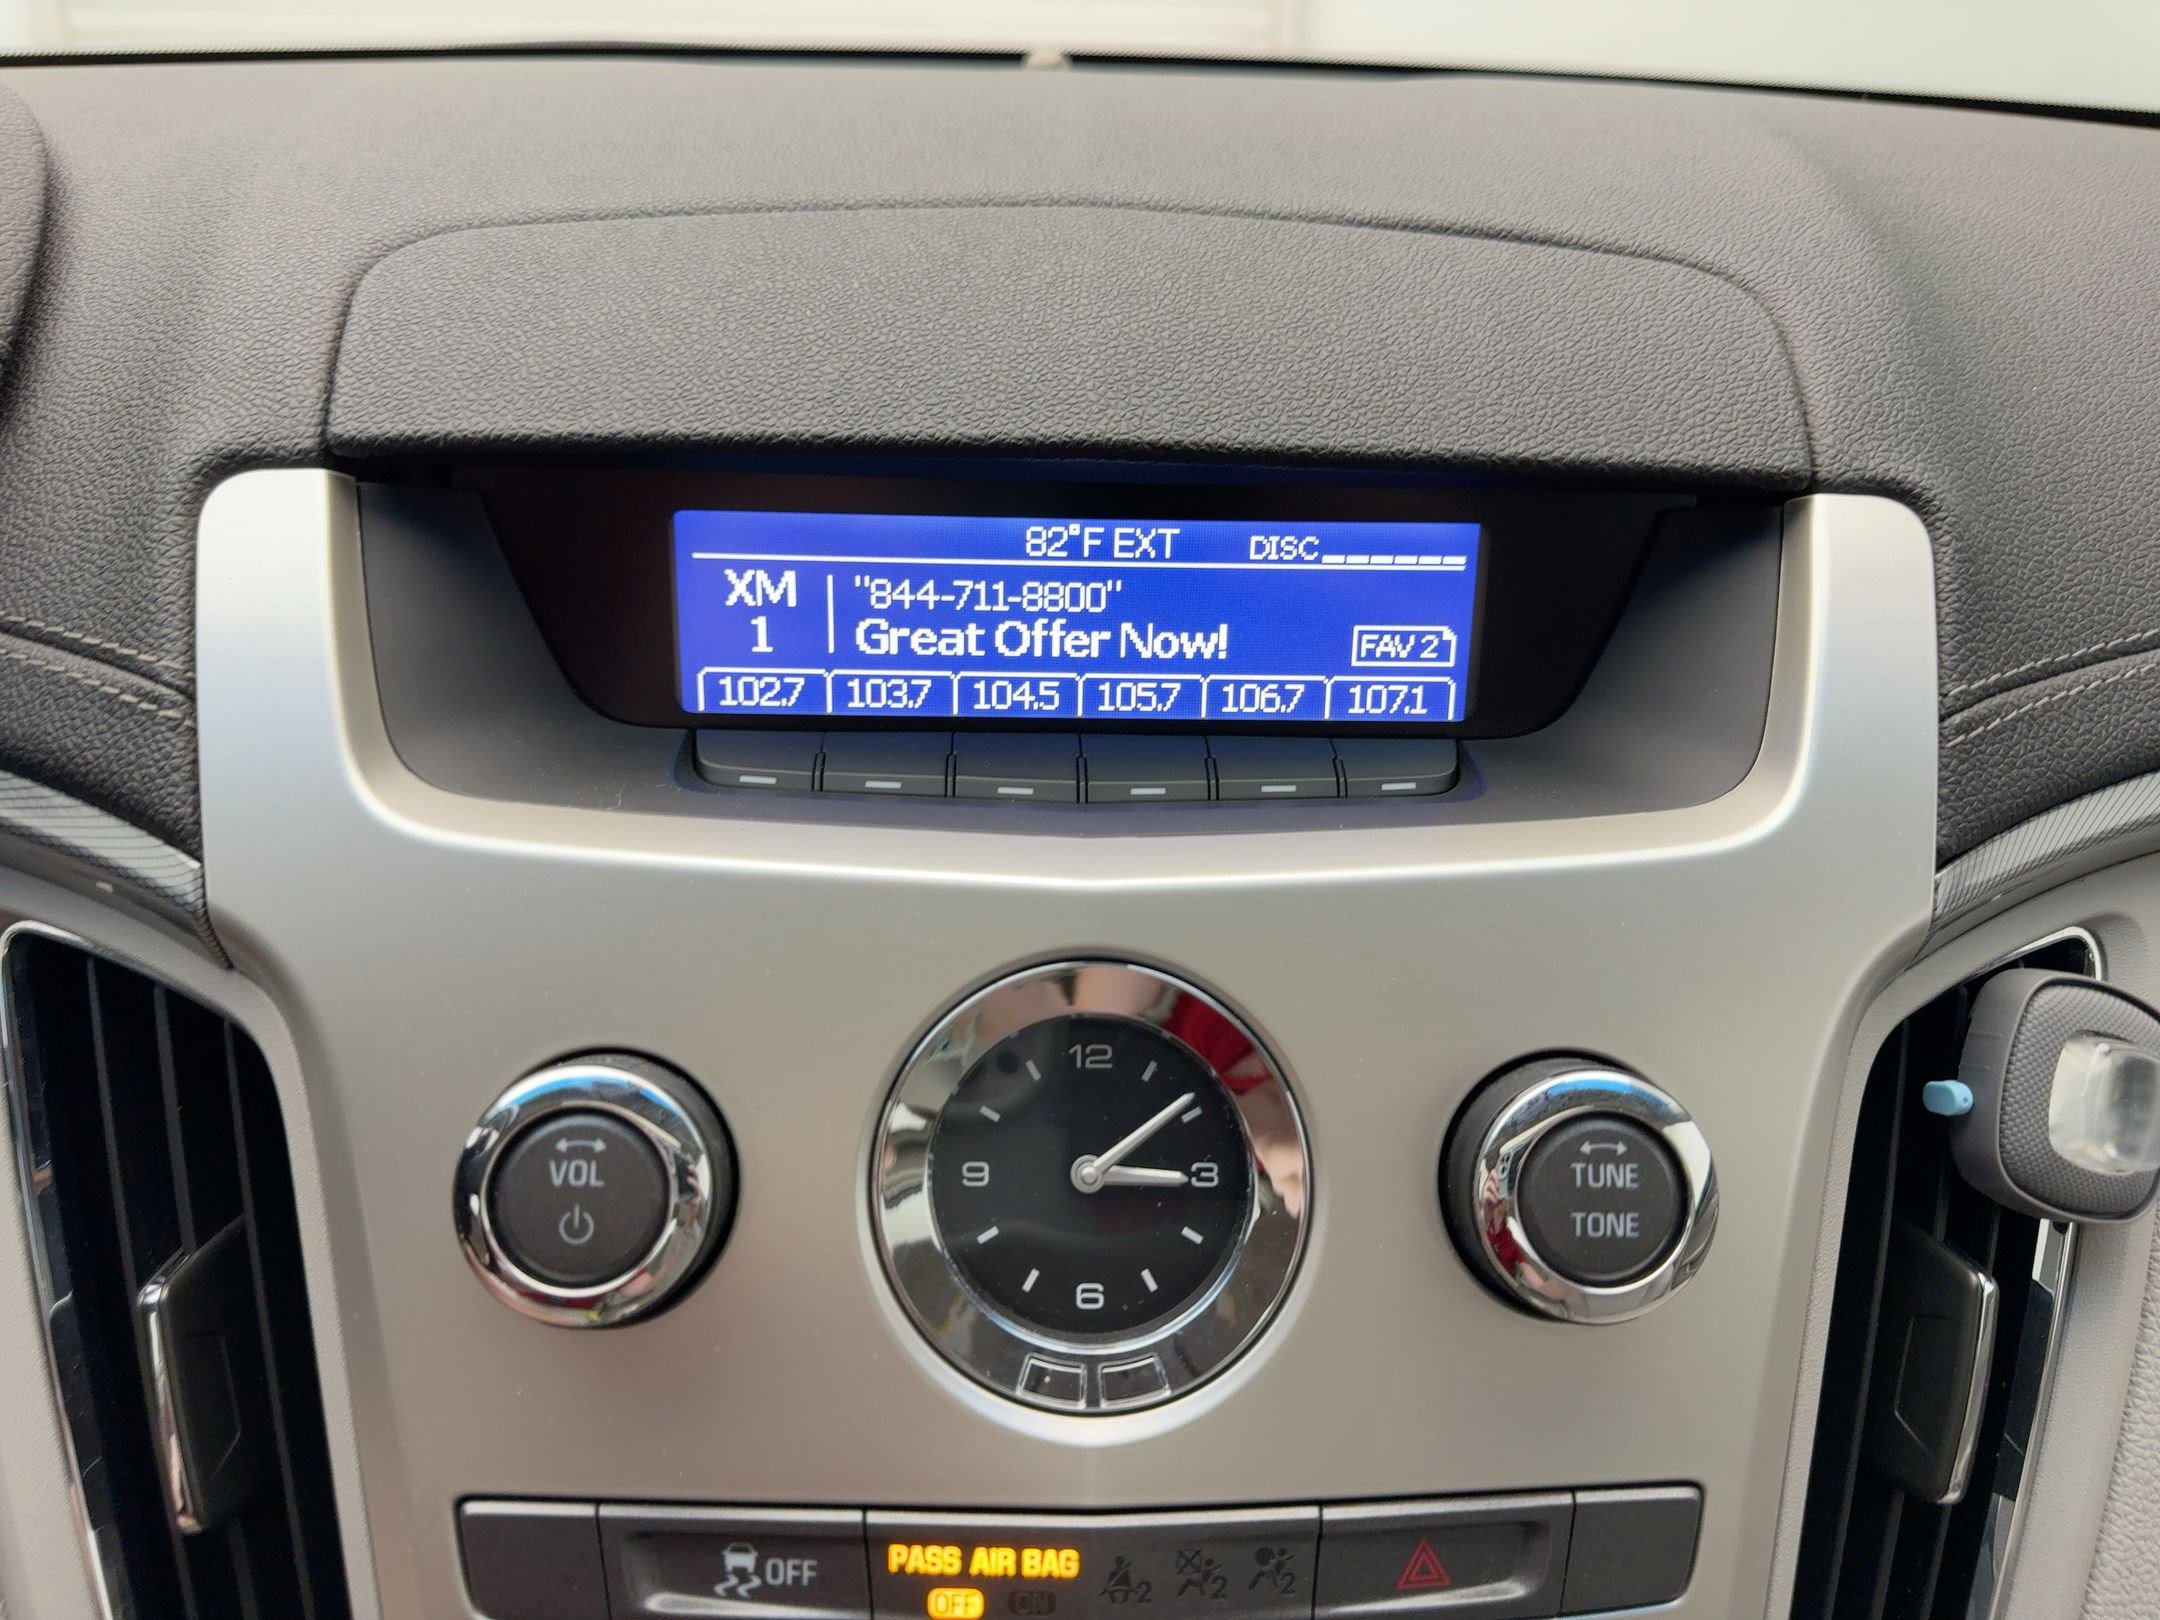 82°F EXT DISC
XM "844-711-8800"
1 Great Offer Now!
FAV 2
102.7 103.7 104.5 105.7 106.7 107.1
12
VOL
9 3
TUNE
TONE
6
OFF
PASS AIR BAG
OFF ON
2 2 2